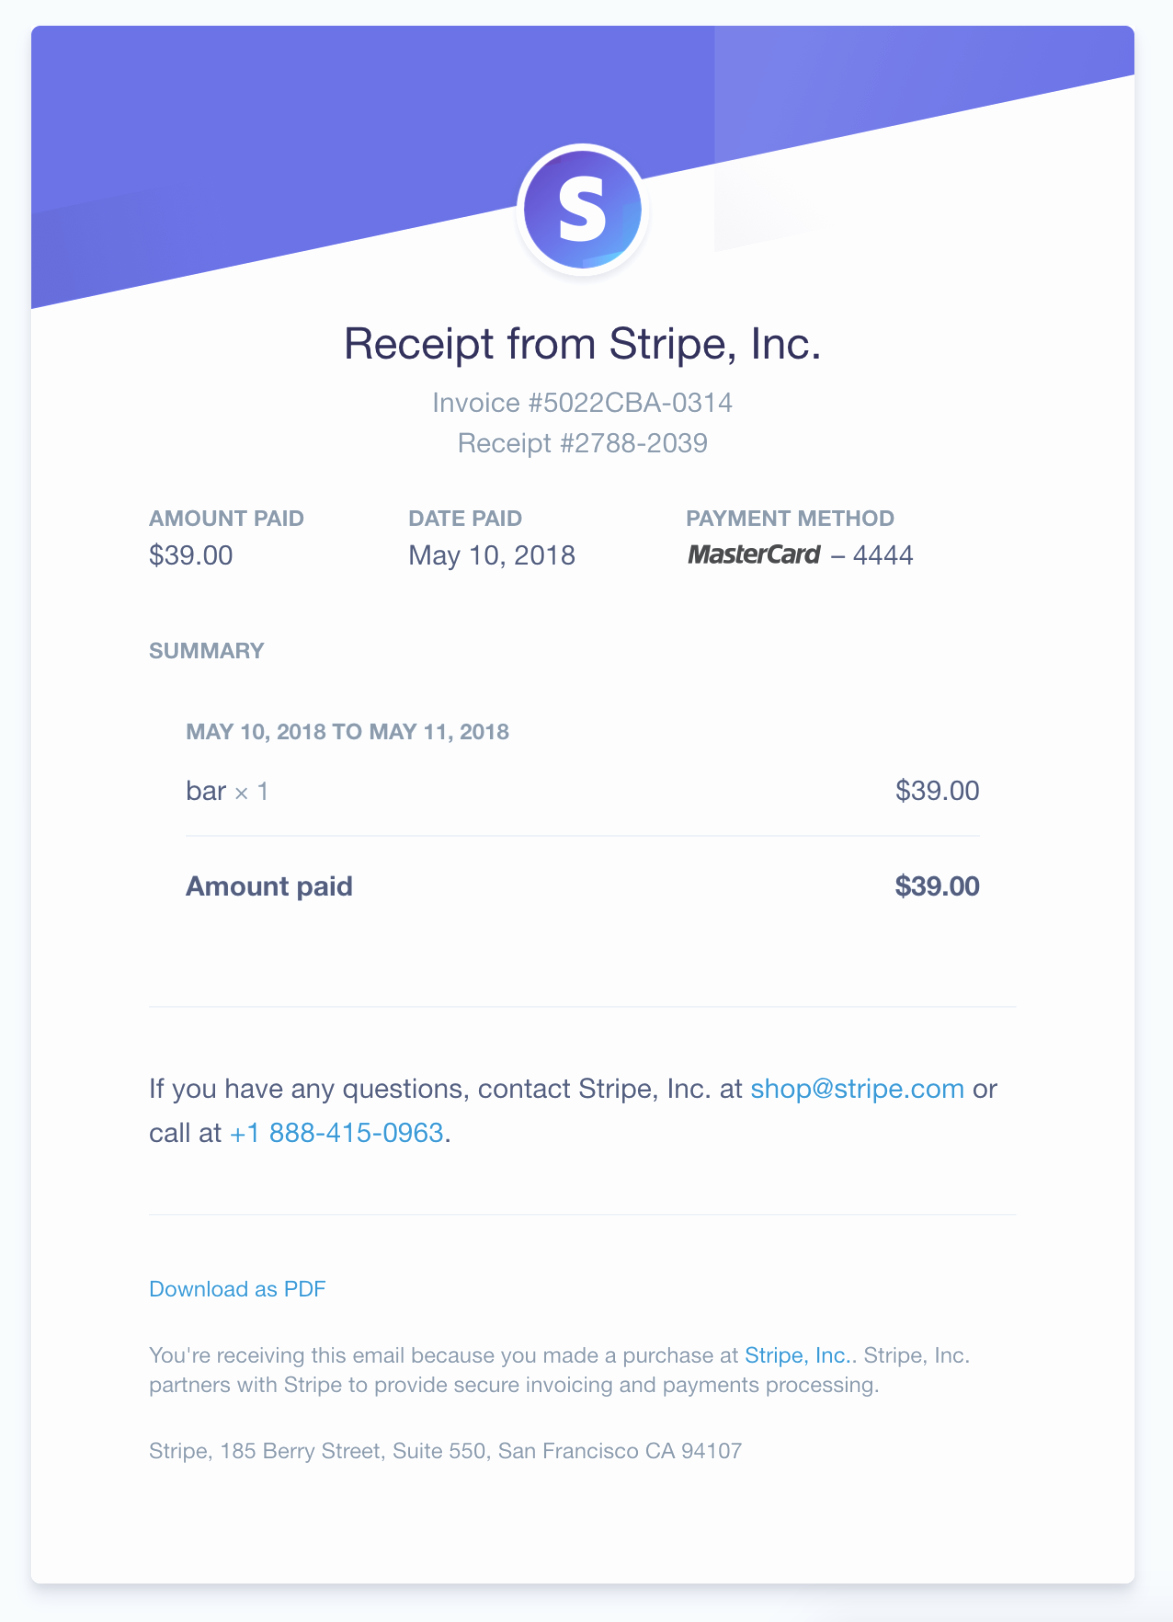 S
Receipt from Stripe, Inc.
Invoice #5022CBA-0314
Receipt #2788-2039
AMOUNT PAID
$39.00
DATE PAID
May 10, 2018
PAYMENT METHOD
MasterCard – 4444
SUMMARY
MAY 10, 2018 TO MAY 11, 2018
bar × 1 $39.00
Amount paid $39.00
If you have any questions, contact Stripe, Inc. at shop@stripe.com or
call at +1 888-415-0963.
Download as PDF
You're receiving this email because you made a purchase at Stripe, Inc.. Stripe, Inc.
partners with Stripe to provide secure invoicing and payments processing.
Stripe, 185 Berry Street, Suite 550, San Francisco CA 94107